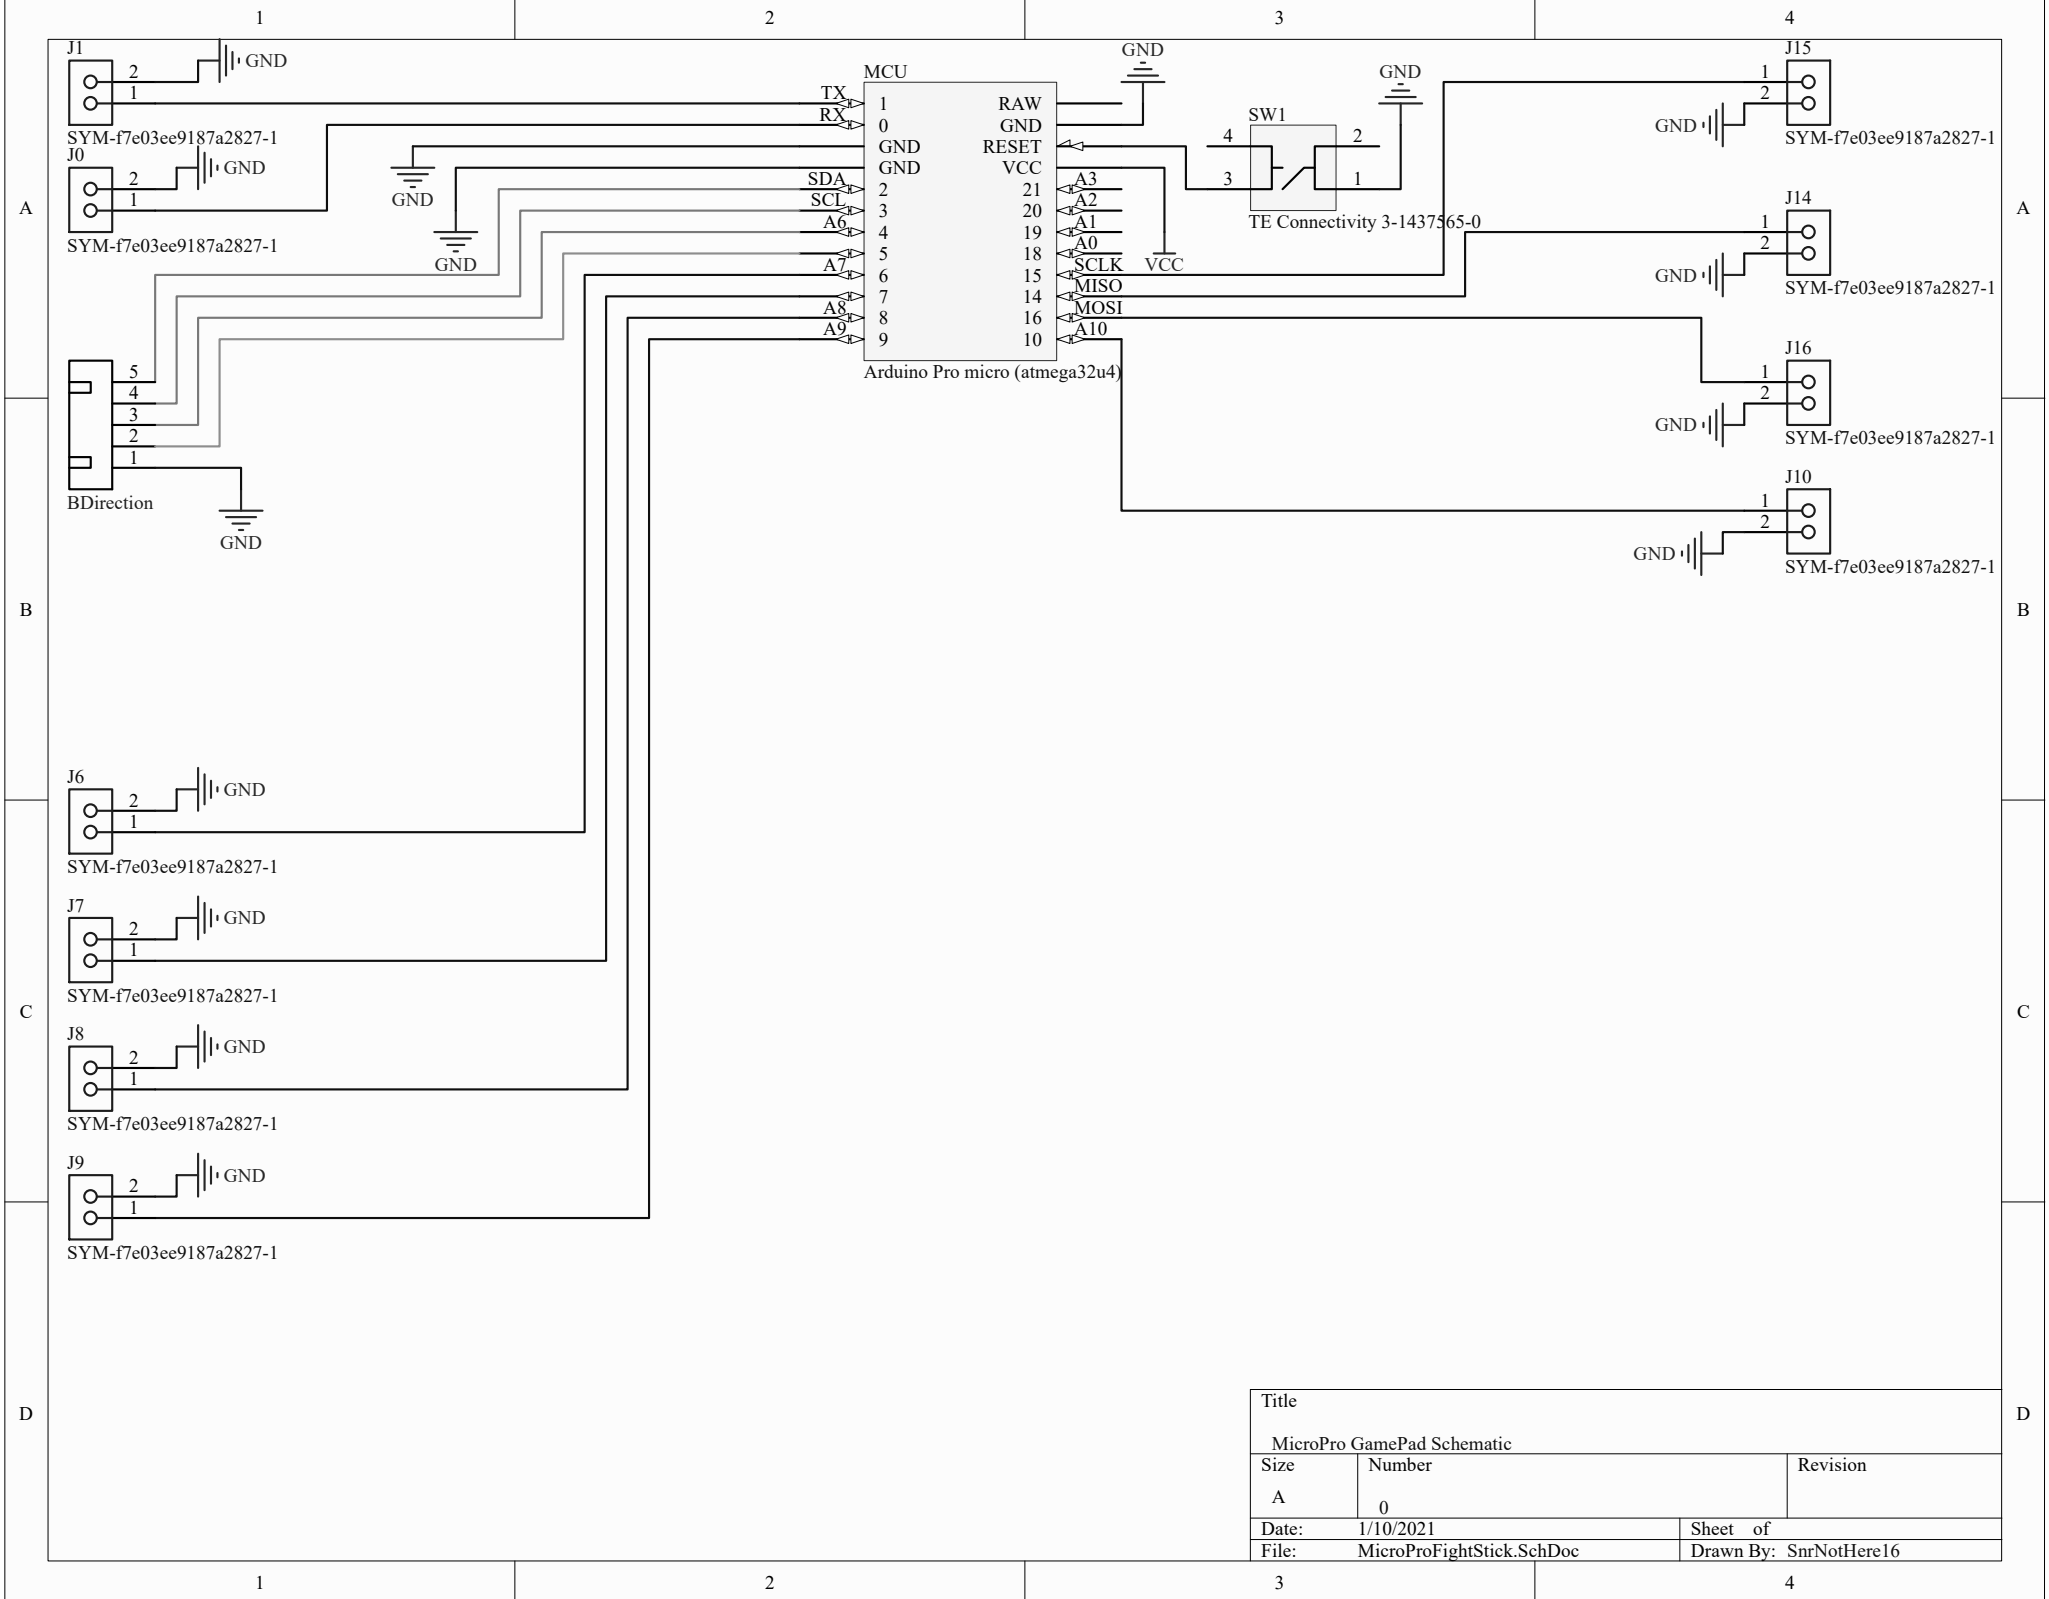 1 2 3 4
A
B
C
D
J1
2
GND
1
SYM-f7e03ee9187a2827-1
J0
2
GND
1
SYM-f7e03ee9187a2827-1
GND
GND
5
4
3
2
1
BDirection
GND
J6
2
GND
1
SYM-f7e03ee9187a2827-1
J7
2
GND
1
SYM-f7e03ee9187a2827-1
J8
2
GND
1
SYM-f7e03ee9187a2827-1
J9
2
GND
1
SYM-f7e03ee9187a2827-1
MCU
TX 1 RAW
RX 0 GND
GND RESET
GND VCC
SDA 2 21 A3
SCL 3 20 A2
A6 4 19 A1
5 18 A0
A7 6 15 SCLK
7 14 MISO
A8 8 16 MOSI
A9 9 10 A10
Arduino Pro micro (atmega32u4)
GND
VCC
GND
SW1
4 2
3 1
TE Connectivity 3-1437565-0
J15
1
2
GND
SYM-f7e03ee9187a2827-1
J14
1
2
GND
SYM-f7e03ee9187a2827-1
J16
1
2
GND
SYM-f7e03ee9187a2827-1
J10
1
2
GND
SYM-f7e03ee9187a2827-1
A
B
C
D
Title
MicroPro GamePad Schematic
Size Number Revision
A 0
Date: 1/10/2021 Sheet of
File: MicroProFightStick.SchDoc Drawn By: SnrNotHere16
1 2 3 4